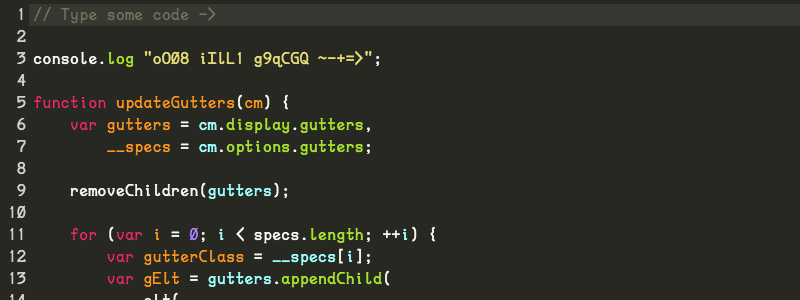 1 // Type some code ->
2
3 console.log "oO08 iIlL1 g9qCGQ ~-+=>";
4
5 function updateGutters(cm) {
6     var gutters = cm.display.gutters,
7         __specs = cm.options.gutters;
8
9     removeChildren(gutters);
10
11     for (var i = 0; i < specs.length; ++i) {
12         var gutterClass = __specs[i];
13         var gElt = gutters.appendChild(
14             elt(